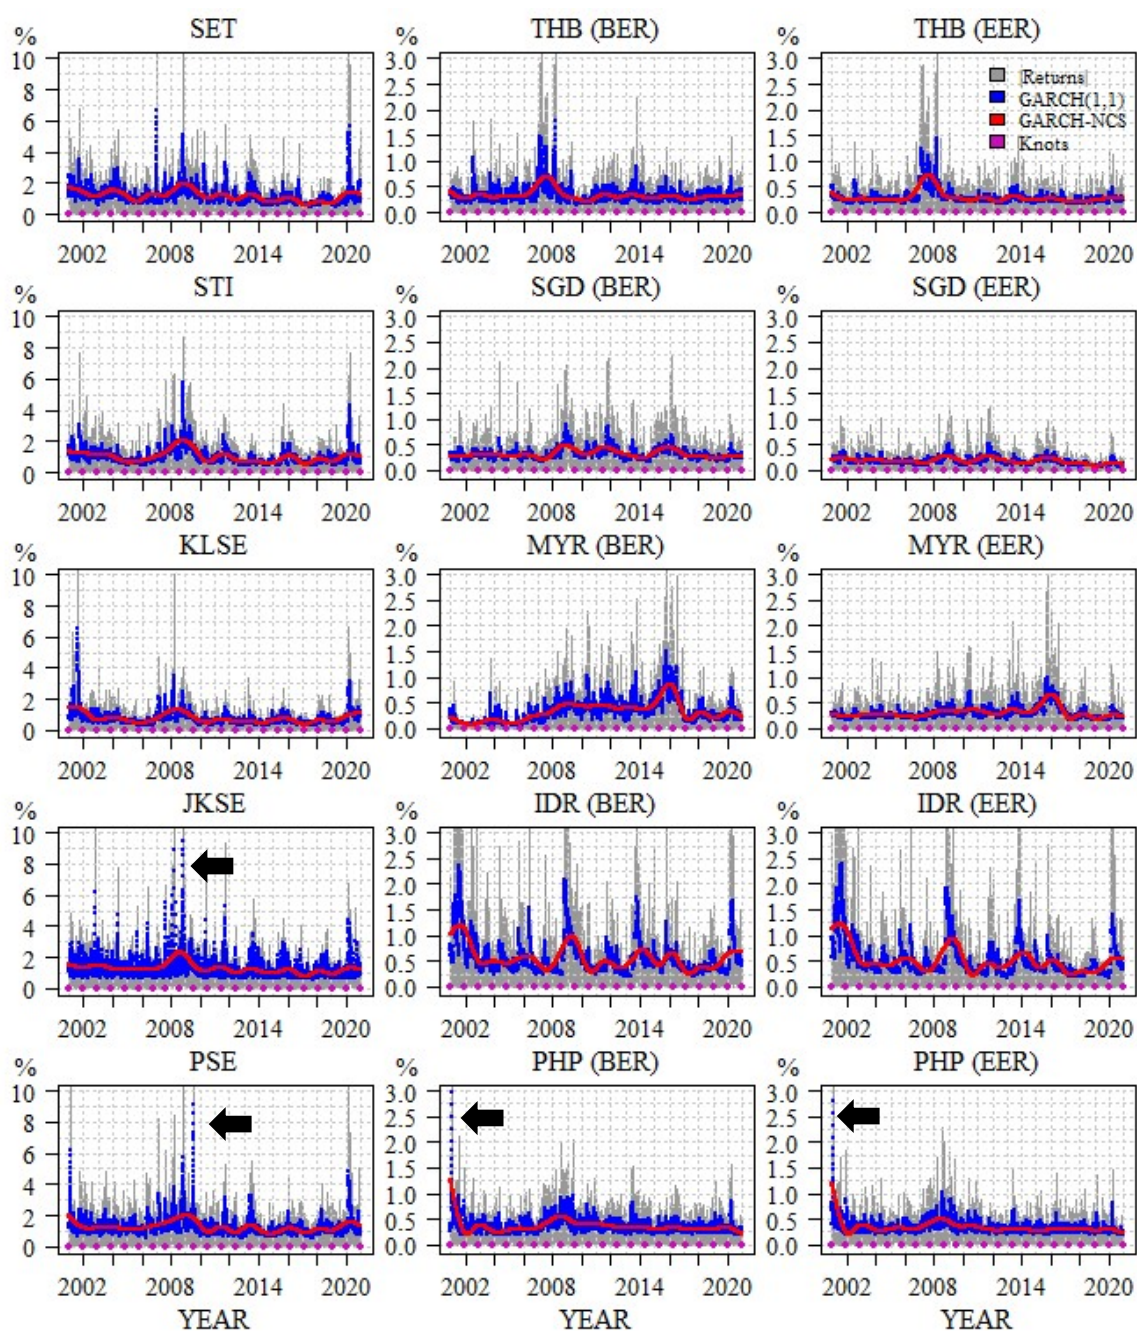 SET THB (BER) THB (EER)
% % %
10 3.0 3.0
8 2.5 2.5
6 2.0 2.0
4 1.5 1.5
2 1.0 1.0
0 0.5 0.5
0.0 0.0
|Returns|
GARCH(1,1)
GARCH-NCS
Knots
2002 2008 2014 2020 2002 2008 2014 2020 2002 2008 2014 2020
STI SGD (BER) SGD (EER)
% % %
10 3.0 3.0
8 2.5 2.5
6 2.0 2.0
4 1.5 1.5
2 1.0 1.0
0 0.5 0.5
0.0 0.0
2002 2008 2014 2020 2002 2008 2014 2020 2002 2008 2014 2020
KLSE MYR (BER) MYR (EER)
% % %
10 3.0 3.0
8 2.5 2.5
6 2.0 2.0
4 1.5 1.5
2 1.0 1.0
0 0.5 0.5
0.0 0.0
2002 2008 2014 2020 2002 2008 2014 2020 2002 2008 2014 2020
JKSE IDR (BER) IDR (EER)
% % %
10 3.0 3.0
8 2.5 2.5
6 2.0 2.0
4 1.5 1.5
2 1.0 1.0
0 0.5 0.5
0.0 0.0
2002 2008 2014 2020 2002 2008 2014 2020 2002 2008 2014 2020
PSE PHP (BER) PHP (EER)
% % %
10 3.0 3.0
8 2.5 2.5
6 2.0 2.0
4 1.5 1.5
2 1.0 1.0
0 0.5 0.5
0.0 0.0
2002 2008 2014 2020 2002 2008 2014 2020 2002 2008 2014 2020
YEAR YEAR YEAR